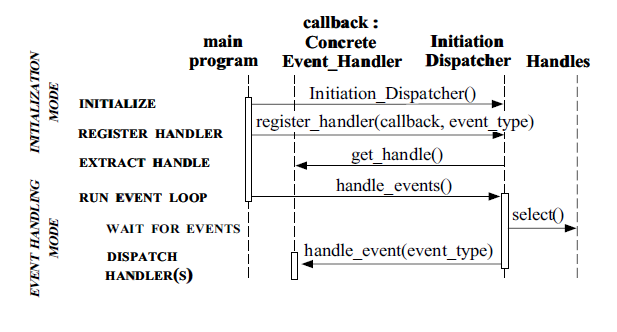 callback :
main Concrete Initiation
program Event_Handler Dispatcher Handles
INITIALIZATION
MODE
INITIALIZE Initiation_Dispatcher()
REGISTER HANDLER register_handler(callback, event_type)
EXTRACT HANDLE get_handle()
EVENT HANDLING
MODE
RUN EVENT LOOP handle_events()
WAIT FOR EVENTS select()
DISPATCH handle_event(event_type)
HANDLER(S)